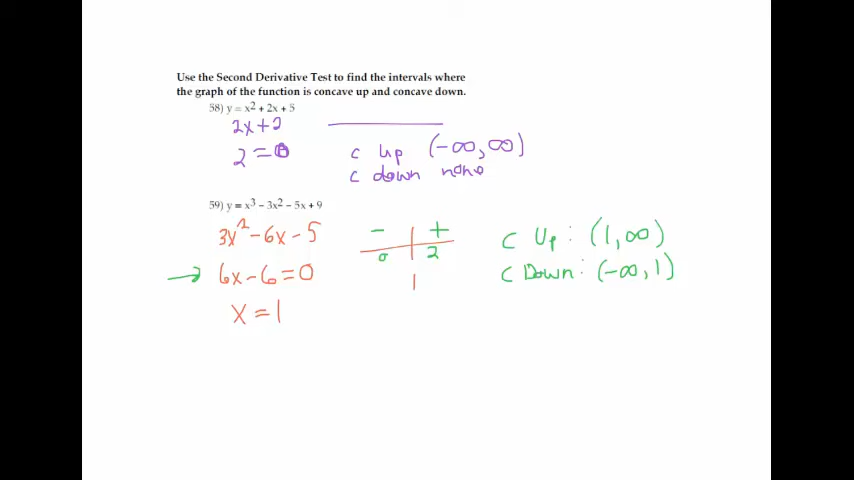 Use the Second Derivative Test to find the intervals where
the graph of the function is concave up and concave down.
58) y = x² + 2x + 5
2x+2
2 = 0
c up (-∞, ∞)
c down none
59) y = x³ − 3x² − 5x + 9
3x² - 6x - 5
- +
0 2
1
→ 6x - 6 = 0
x = 1
C Up : (1, ∞)
C Down : (-∞, 1)